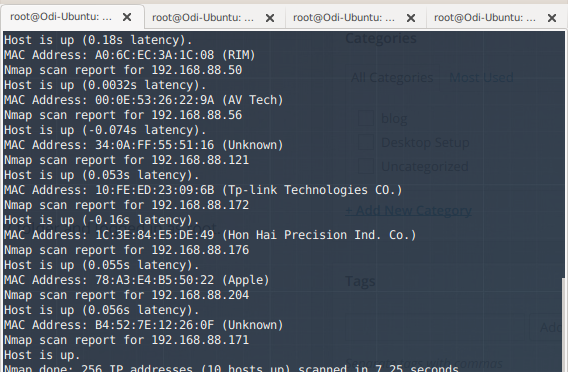 root@Odi-Ubuntu: ... × root@Odi-Ubuntu: ... × root@Odi-Ubuntu: ... × root@Odi-Ubuntu: ... ×
Host is up (0.18s latency).
MAC Address: A0:6C:EC:3A:1C:08 (RIM)
Nmap scan report for 192.168.88.50
Host is up (0.0032s latency).
MAC Address: 00:0E:53:26:22:9A (AV Tech)
Nmap scan report for 192.168.88.56
Host is up (-0.074s latency).
MAC Address: 34:0A:FF:55:51:16 (Unknown)
Nmap scan report for 192.168.88.121
Host is up (0.053s latency).
MAC Address: 10:FE:ED:23:09:6B (Tp-link Technologies CO.)
Nmap scan report for 192.168.88.172
Host is up (-0.16s latency).
MAC Address: 1C:3E:84:E5:DE:49 (Hon Hai Precision Ind. Co.)
Nmap scan report for 192.168.88.176
Host is up (0.055s latency).
MAC Address: 78:A3:E4:B5:50:22 (Apple)
Nmap scan report for 192.168.88.204
Host is up (0.056s latency).
MAC Address: B4:52:7E:12:26:0F (Unknown)
Nmap scan report for 192.168.88.171
Host is up.
Nmap done: 256 IP addresses (10 hosts up) scanned in 7.25 seconds
Categories
All Categories Most Used
blog
Desktop Setup
Uncategorized
+ Add New Category
Tags
Add